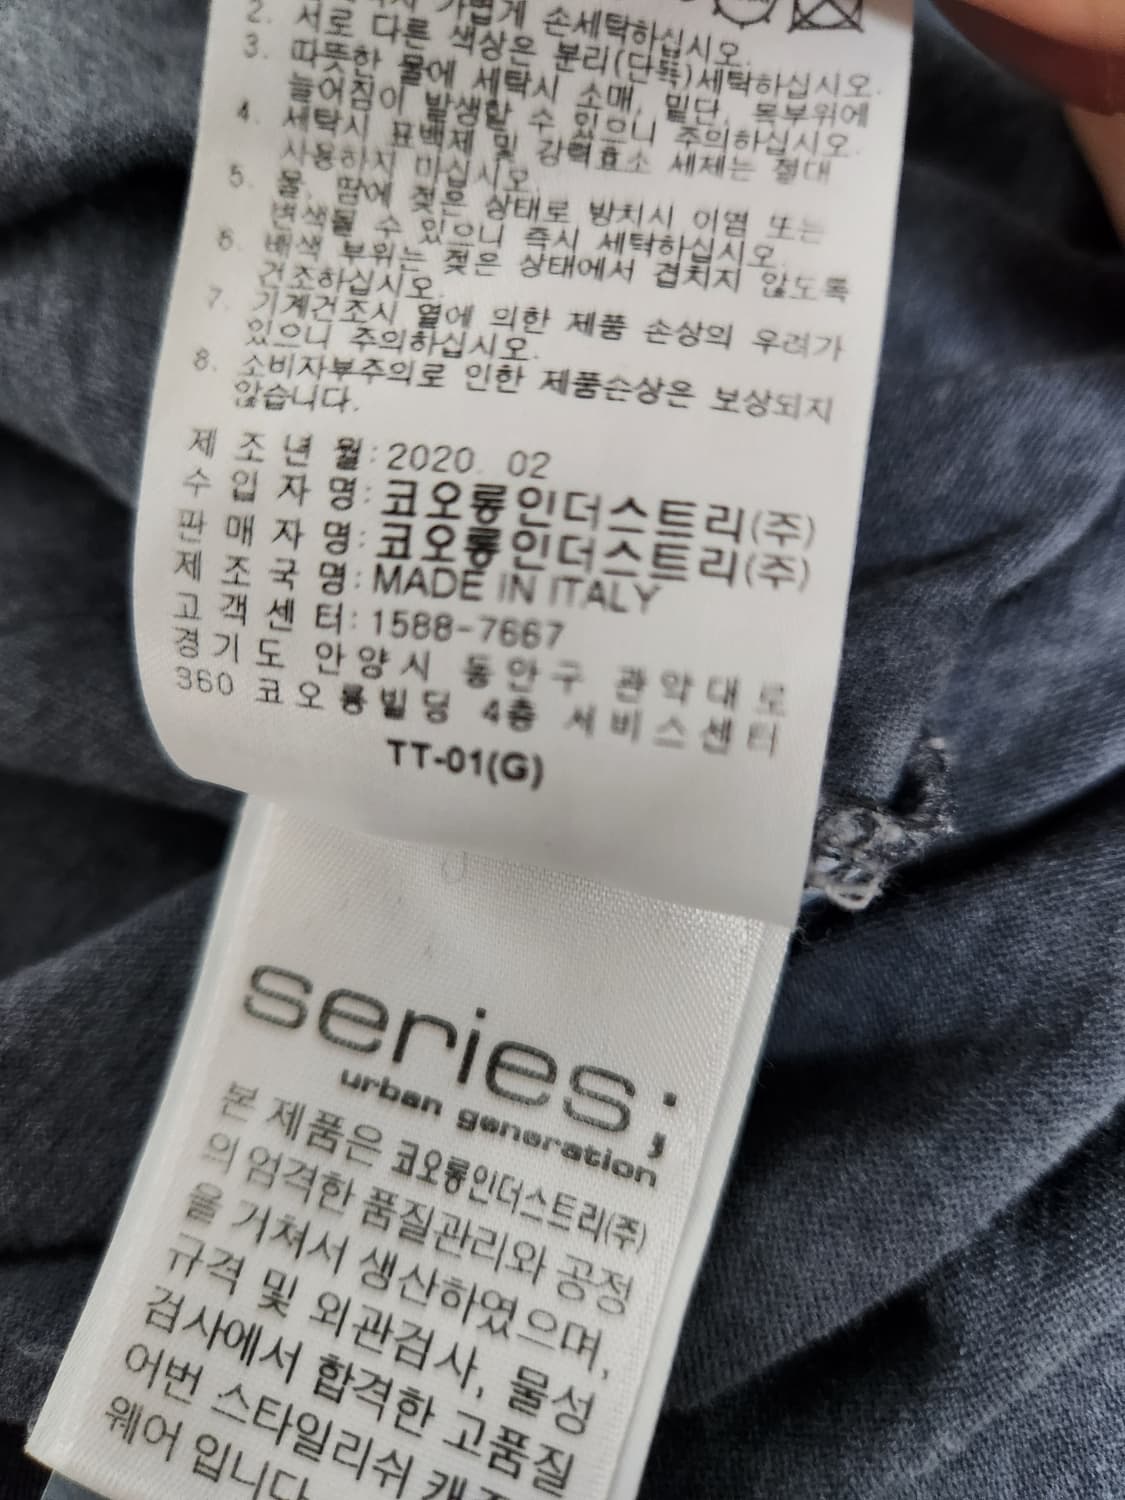 2. 가볍게 손세탁하십시오.
서로 다른 색상은 분리(단독)세탁하십시오.
3. 따뜻한 물에 세탁시 소매, 밑단, 목부위에
늘어짐이 발생할 수 있으니 주의하십시오.
4. 세탁시 표백제 및 강력효소 세제는 절대
사용하지 마십시오.
5. 물, 땀에 젖은 상태로 방치시 이염 또는
변색될 수 있으니 즉시 세탁하십시오.
6. 배색 부위는 젖은 상태에서 겹치지 않도록
건조하십시오.
7. 기계건조시 열에 의한 제품 손상의 우려가
있으니 주의하십시오.
8. 소비자부주의로 인한 제품손상은 보상되지
않습니다.
제조년월: 2020. 02
수입자명: 코오롱인더스트리(주)
판매자명: 코오롱인더스트리(주)
제조국명: MADE IN ITALY
고객센터: 1588-7667
경기도 안양시 동안구 관악대로
360 코오롱빌딩 4층 서비스센터
TT-01(G)
series;
urban generation
본 제품은 코오롱인더스트리(주)
의 엄격한 품질관리와 공정
을 거쳐서 생산하였으며,
규격 및 외관검사, 물성
검사에서 합격한 고품질
어번 스타일리쉬
웨어 입니다.